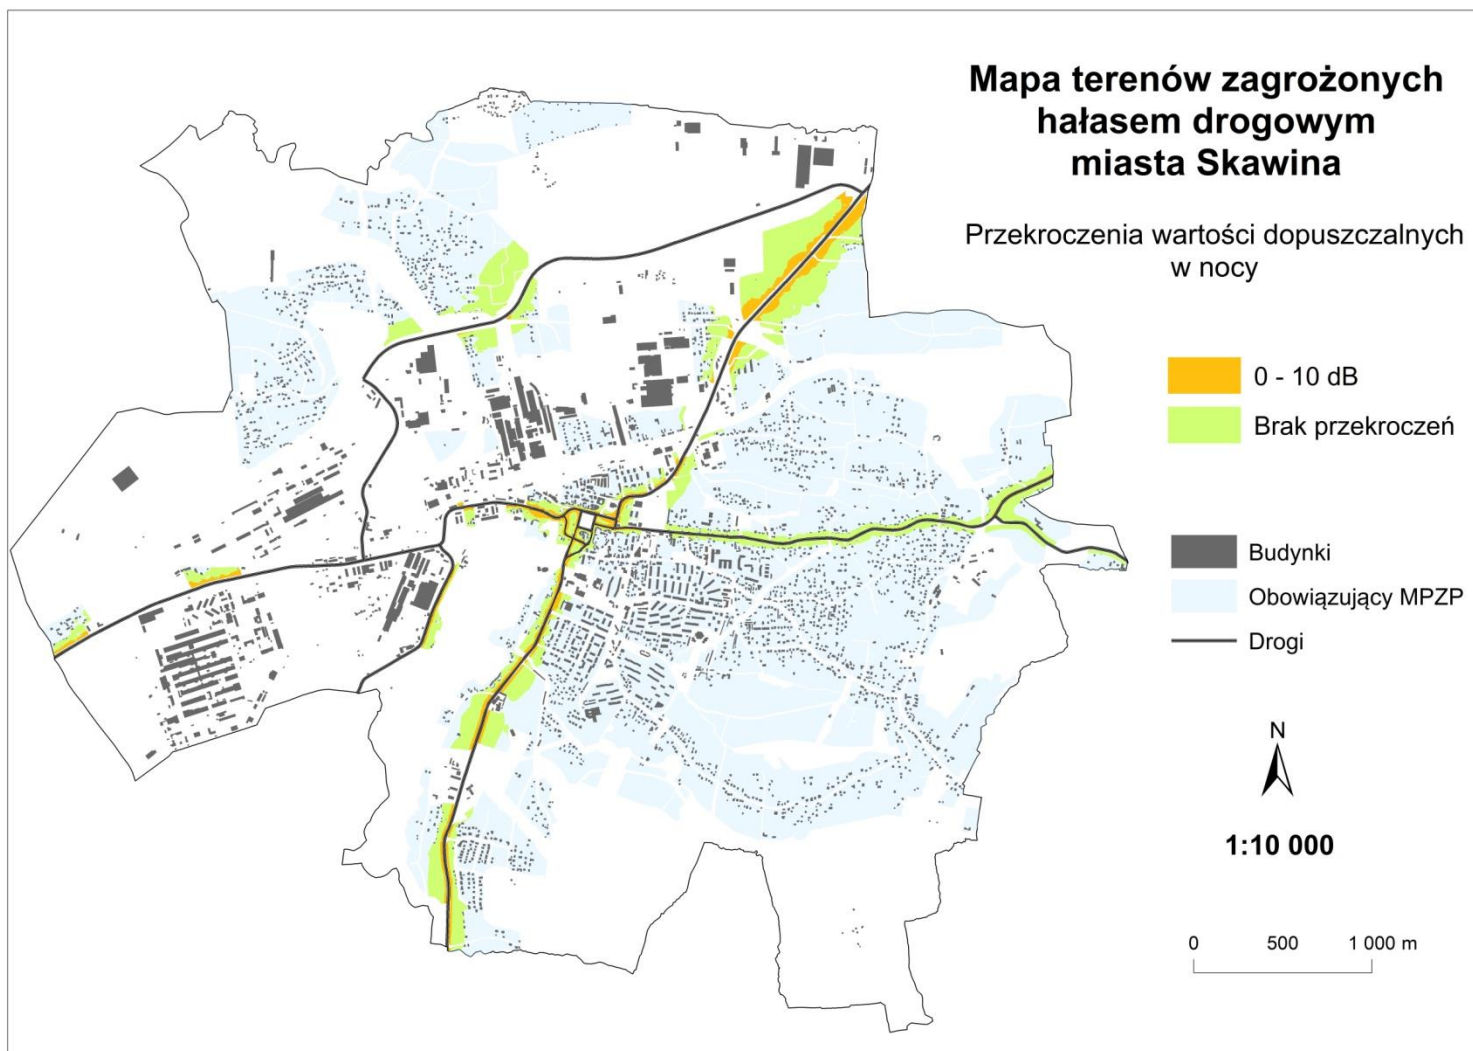 Mapa terenów zagrożonych
hałasem drogowym
miasta Skawina
Przekroczenia wartości dopuszczalnych
w nocy
0 - 10 dB
Brak przekroczeń
Budynki
Obowiązujący MPZP
Drogi
N
1:10 000
0 500 1 000 m